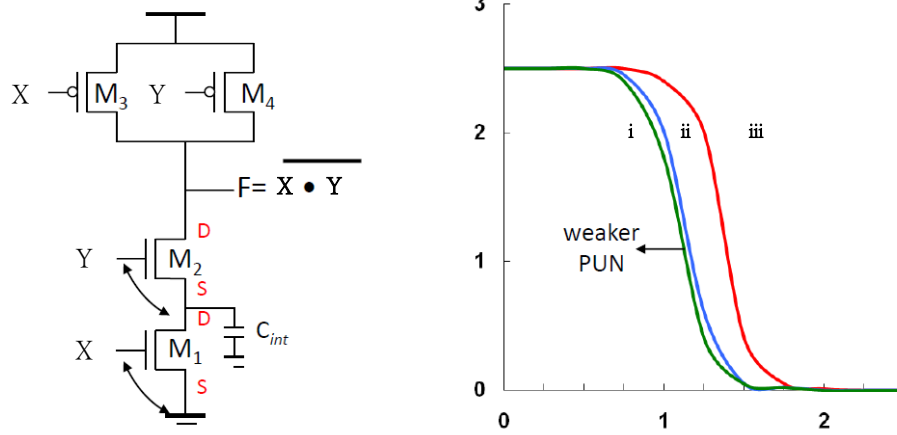 X M3 Y M4
F= X • Y
D
Y M2
S
D
Cint
X M1
S
3
2
1
0
i ii iii
weaker
PUN
0 1 2